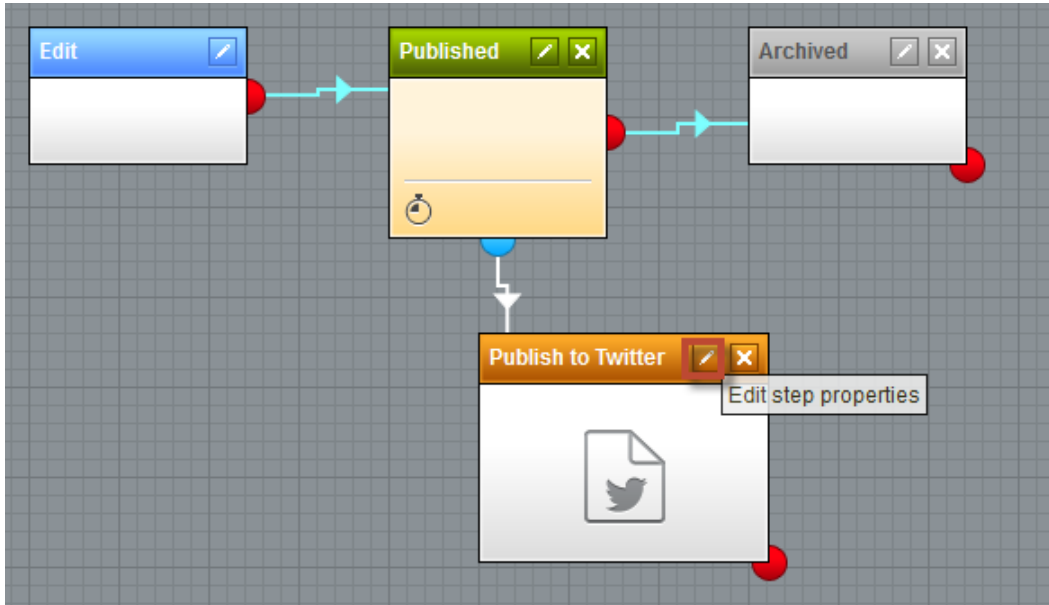 Edit
Published
Archived
Publish to Twitter
Edit step properties